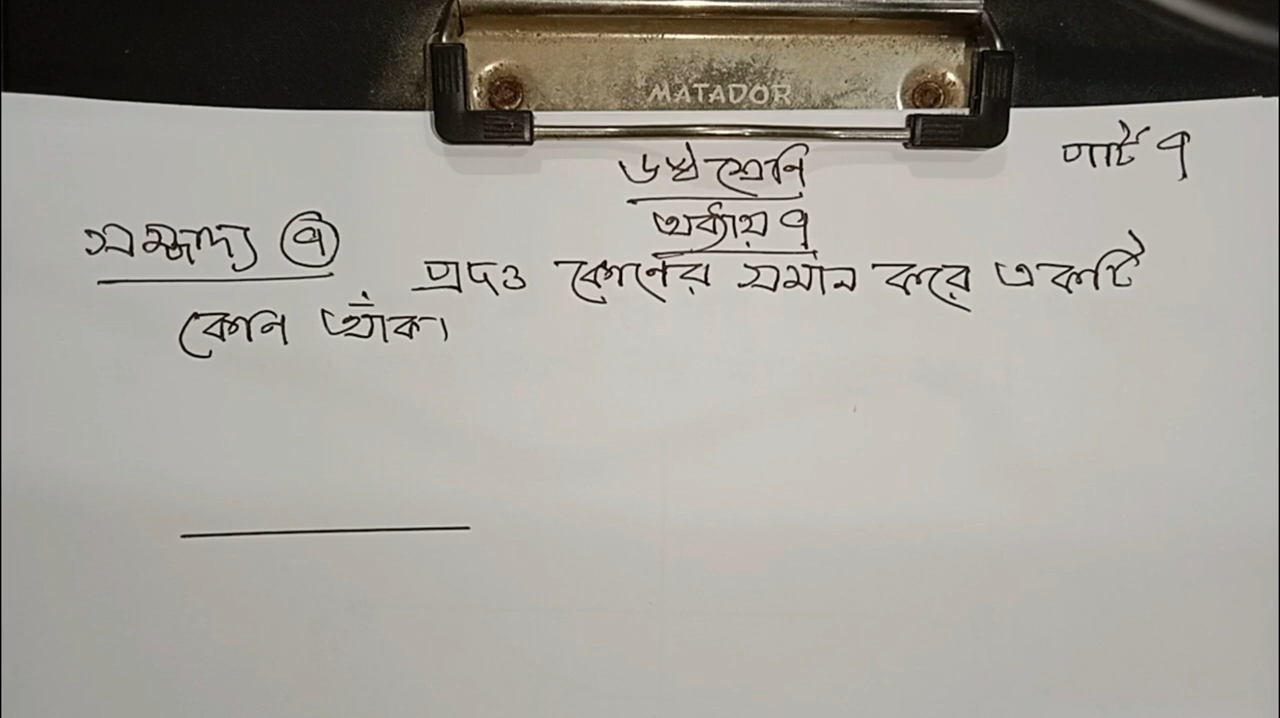 MATADOR
পার্ট ৭
৬ষ্ঠ শ্রেণি
অধ্যায় ৭
সম্পাদ্য ৭
প্রদত্ত কোণের সমান করে একটি
কোন আঁক।